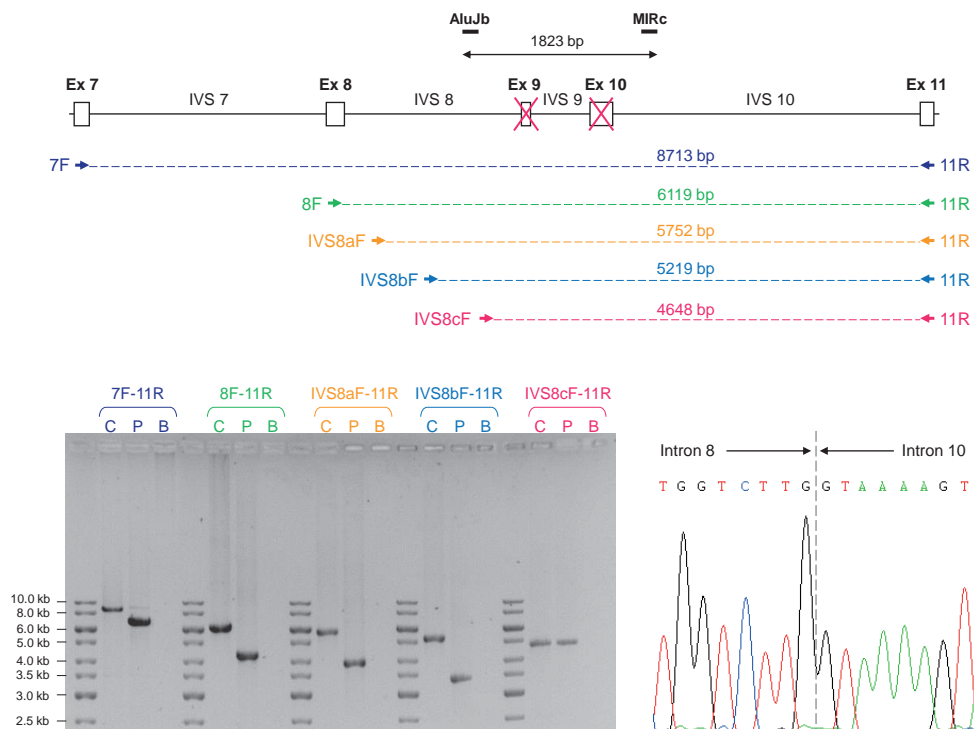 AluJb MIRc
1823 bp
Ex 7 IVS 7 Ex 8 IVS 8 Ex 9 IVS 9 Ex 10 IVS 10 Ex 11
7F 8713 bp 11R
8F 6119 bp 11R
IVS8aF 5752 bp 11R
IVS8bF 5219 bp 11R
IVS8cF 4648 bp 11R
7F-11R 8F-11R IVS8aF-11R IVS8bF-11R IVS8cF-11R
C P B C P B C P B C P B C P B
10.0 kb
8.0 kb
6.0 kb
5.0 kb
4.0 kb
3.5 kb
3.0 kb
2.5 kb
Intron 8 Intron 10
T G G T C T T G G T A A A A G T